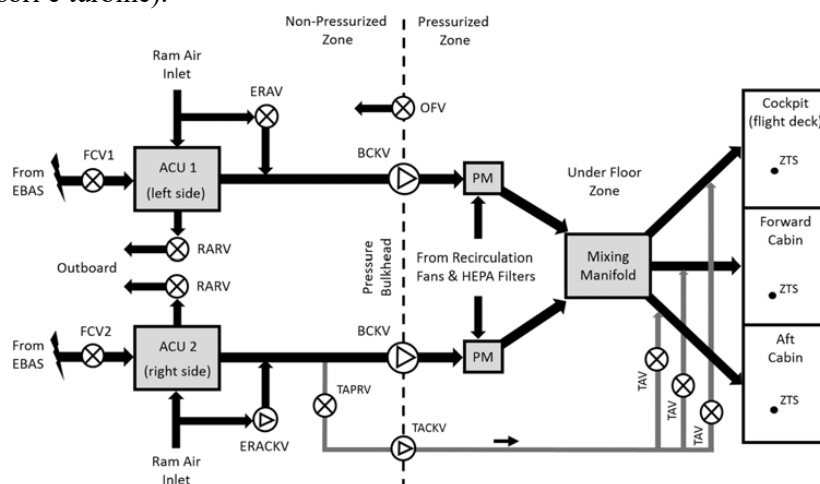 Non-Pressurized
Zone
Pressurized
Zone
Ram Air
Inlet
ERAV
OFV
Cockpit
(flight deck)
ZTS
FCV1
From
EBAS
ACU 1
(left side)
BCKV
PM
Under Floor
Zone
RARV
Outboard
RARV
Pressure
Bulkhead
From Recirculation
Fans & HEPA Filters
Mixing
Manifold
Forward
Cabin
ZTS
FCV2
From
EBAS
ACU 2
(right side)
BCKV
PM
Aft
Cabin
ZTS
TAPRV
TAV
TAV
TAV
ERACKV
TACKV
Ram Air
Inlet